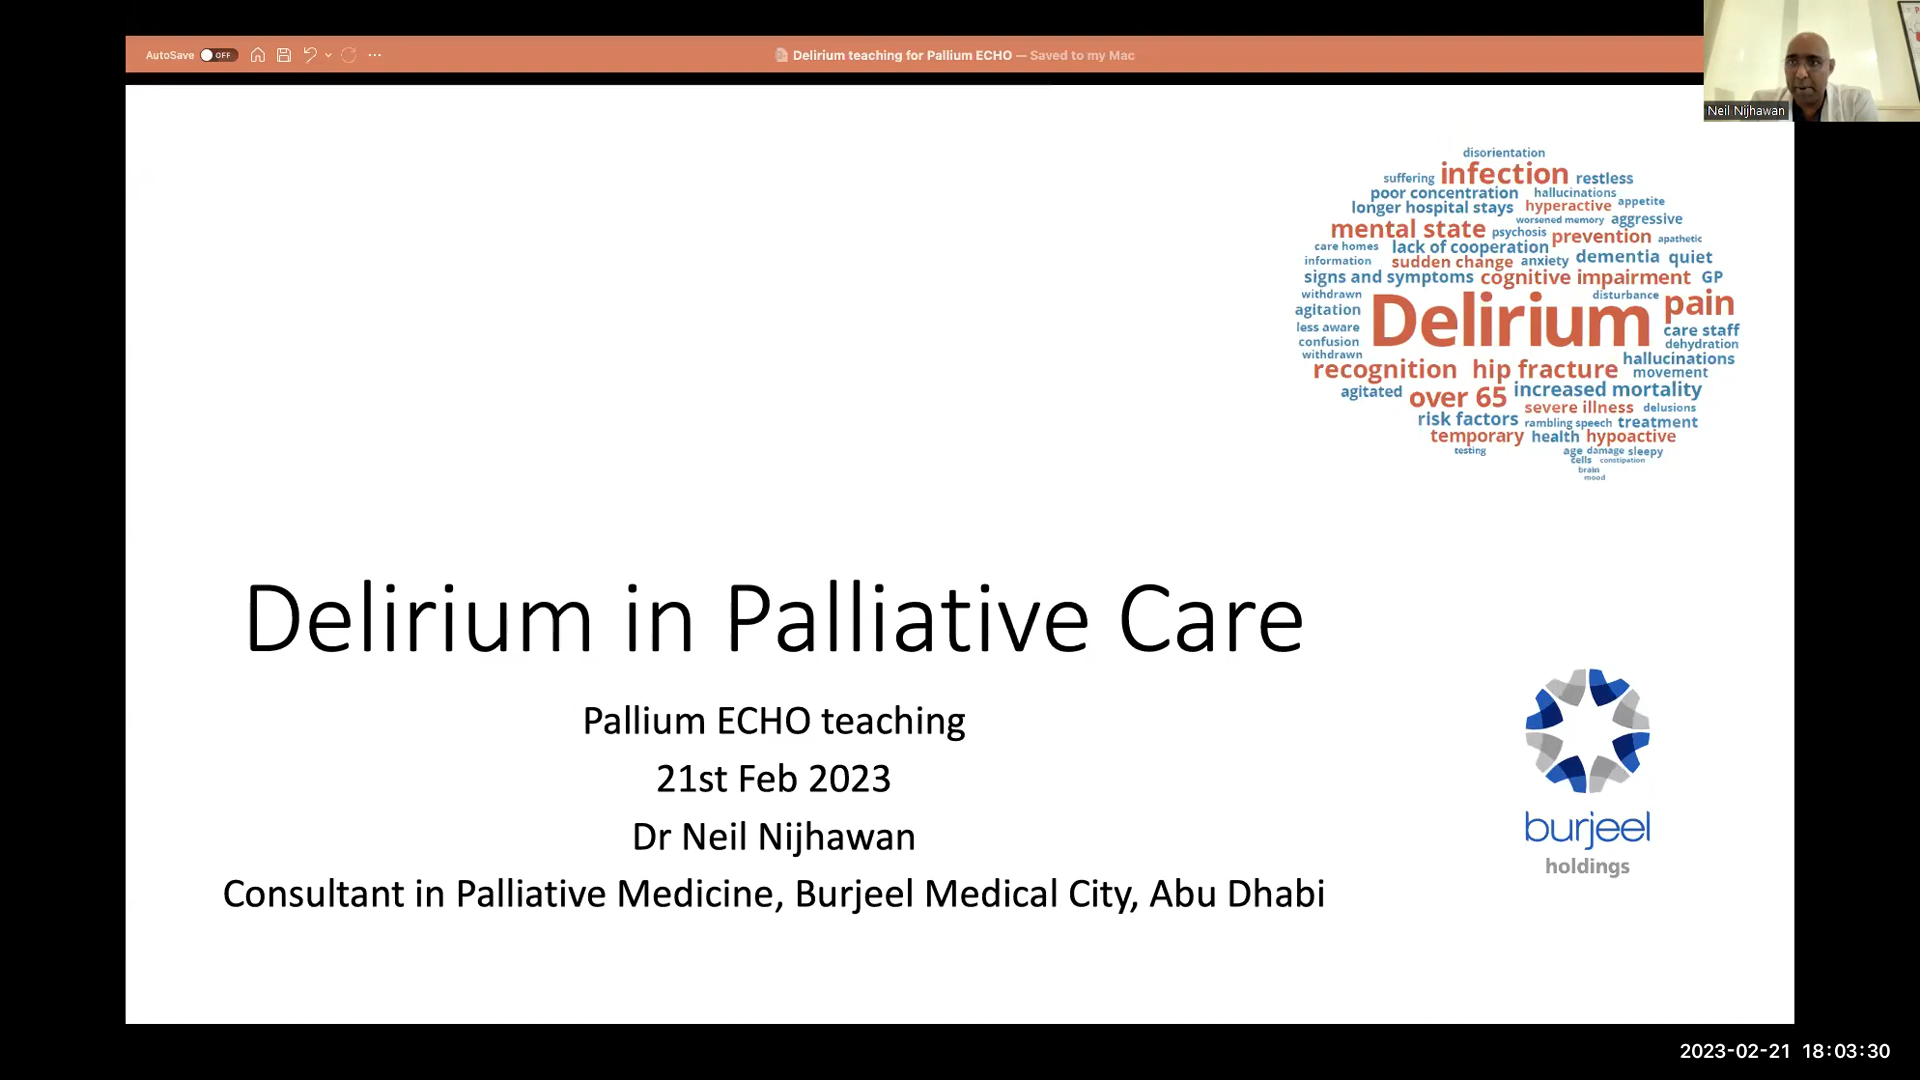 AutoSave OFF
Delirium teaching for Pallium ECHO — Saved to my Mac
Neil Nijhawan
disorientation
suffering infection restless
poor concentration hallucinations
longer hospital stays hyperactive appetite
worsened memory aggressive
mental state psychosis prevention apathetic
care homes lack of cooperation
information sudden change anxiety dementia quiet
signs and symptoms cognitive impairment GP
withdrawn disturbance pain
agitation Delirium
less aware care staff
confusion dehydration
withdrawn hallucinations
recognition hip fracture movement
agitated over 65 increased mortality
severe illness delusions
risk factors rambling speech treatment
temporary health hypoactive
testing age damage sleepy
cells constipation
brain
mood
Delirium in Palliative Care
Pallium ECHO teaching
21st Feb 2023
Dr Neil Nijhawan
Consultant in Palliative Medicine, Burjeel Medical City, Abu Dhabi
burjeel
holdings
2023-02-21 18:03:30